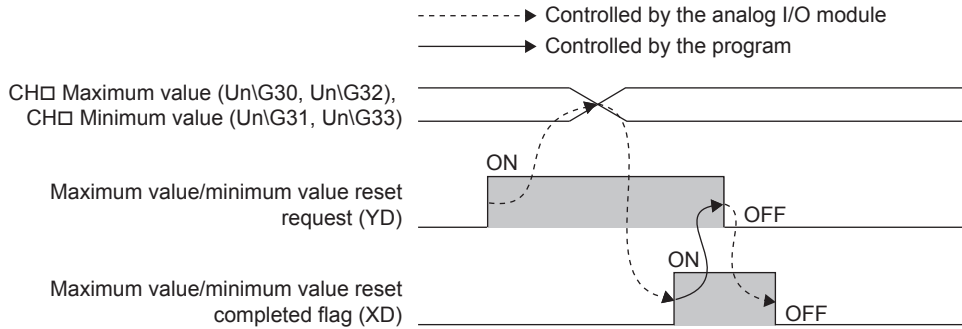 Controlled by the analog I/O module
Controlled by the program
CH□ Maximum value (Un\G30, Un\G32),
CH□ Minimum value (Un\G31, Un\G33)
ON
Maximum value/minimum value reset
request (YD)
OFF
ON
Maximum value/minimum value reset
completed flag (XD)
OFF